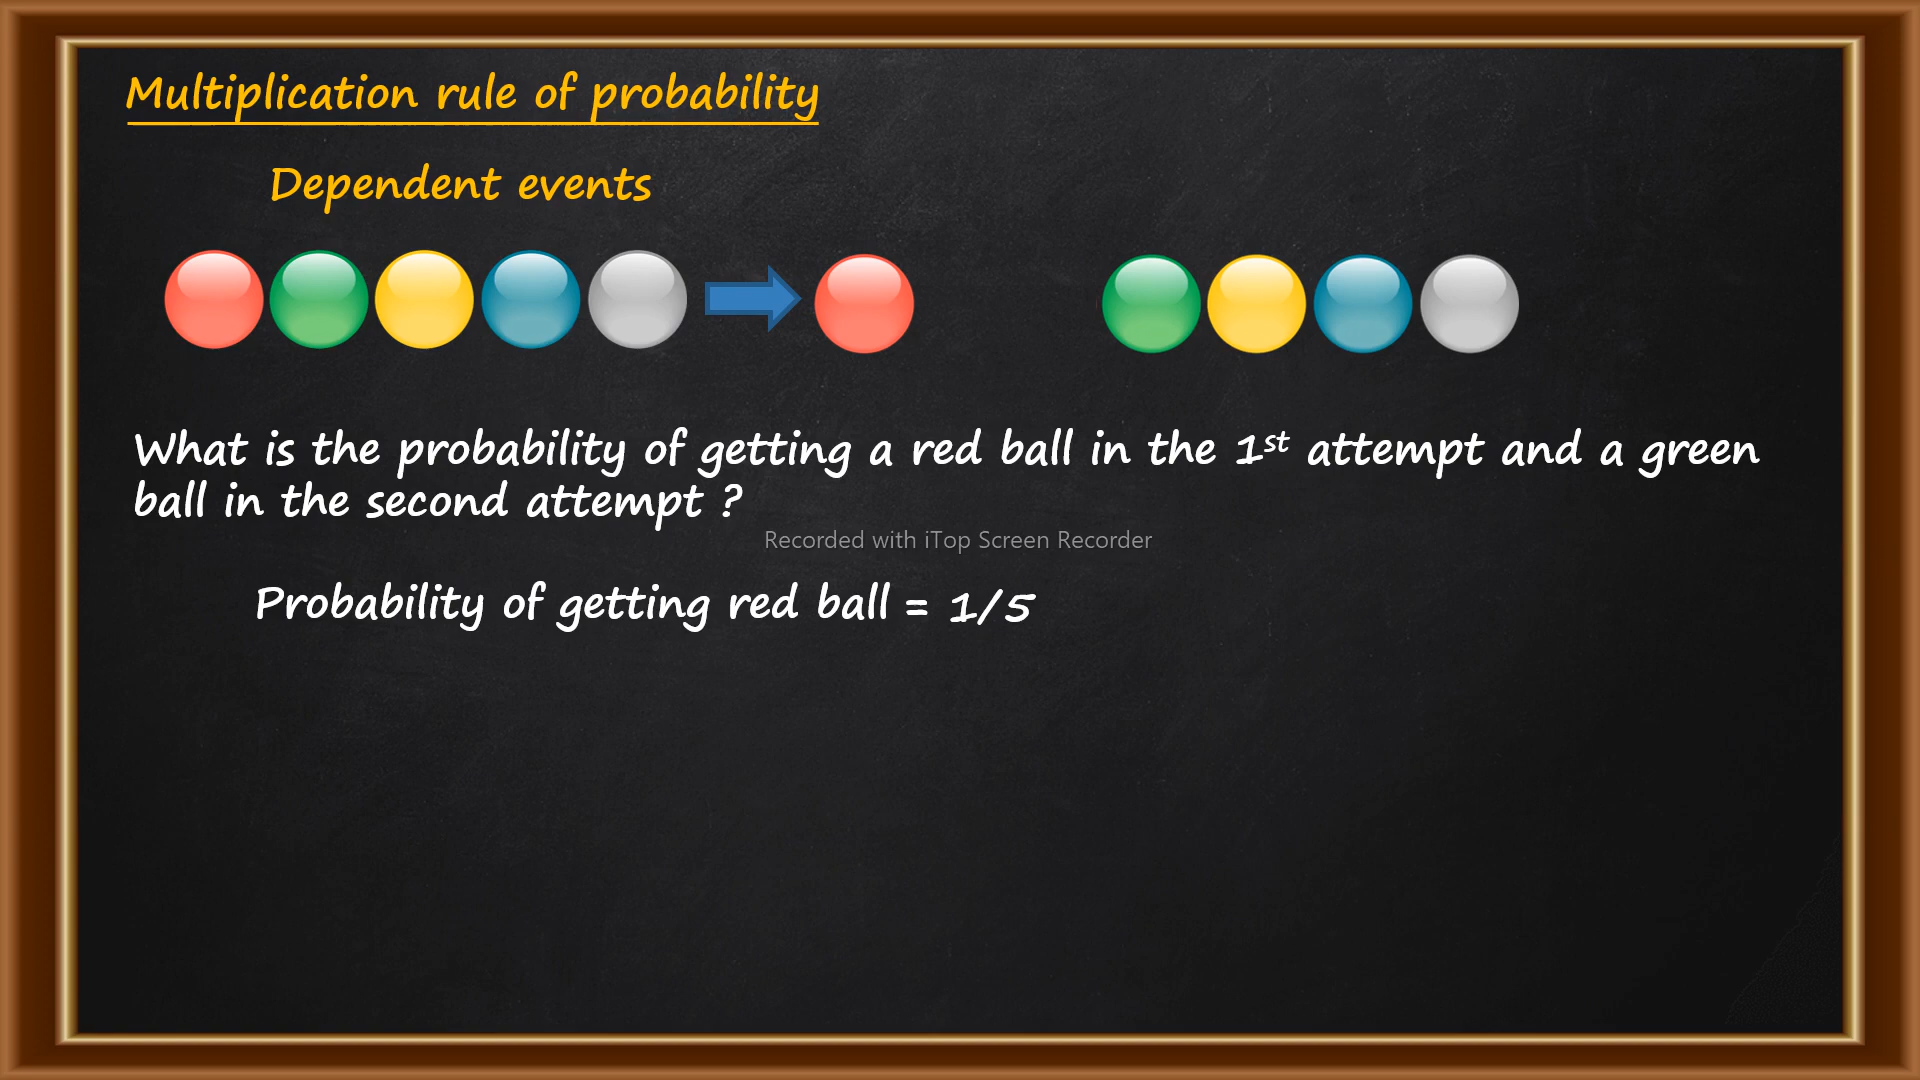 Multiplication rule of probability
Dependent events
What is the probability of getting a red ball in the 1st attempt and a green
ball in the second attempt ?
Recorded with iTop Screen Recorder
Probability of getting red ball = 1/5